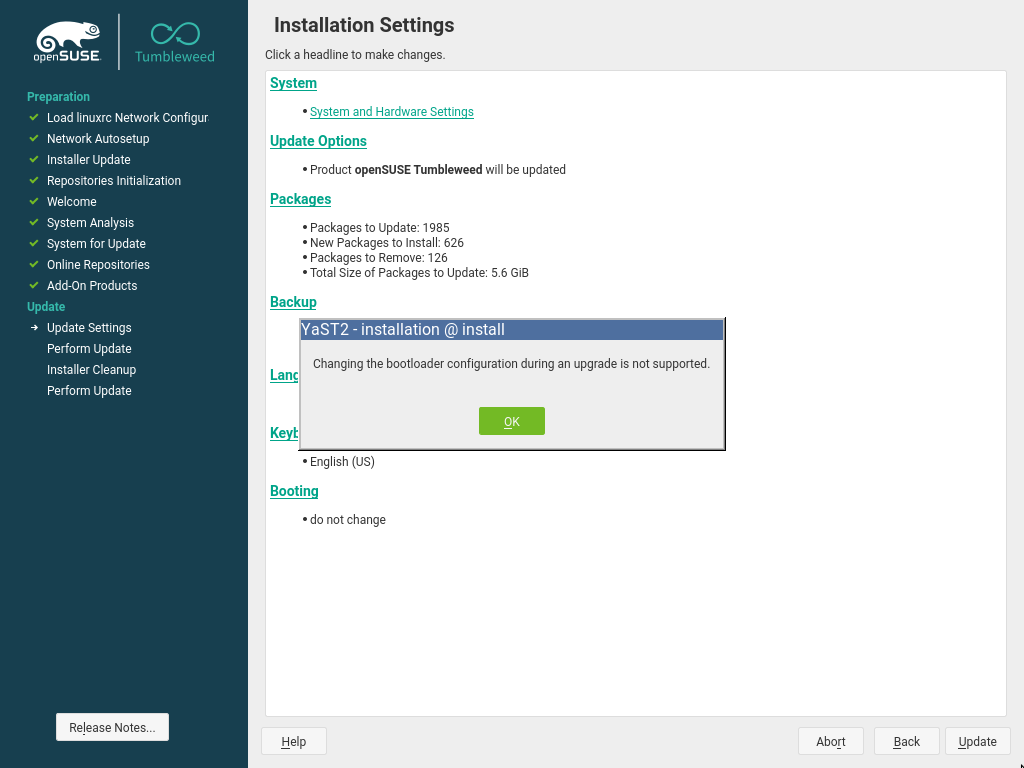 openSUSE
Tumbleweed
Preparation
Load linuxrc Network Configur
Network Autosetup
Installer Update
Repositories Initialization
Welcome
System Analysis
System for Update
Online Repositories
Add-On Products
Update
Update Settings
Perform Update
Installer Cleanup
Perform Update
Release Notes...
Installation Settings
Click a headline to make changes.
System
• System and Hardware Settings
Update Options
• Product openSUSE Tumbleweed will be updated
Packages
• Packages to Update: 1985
• New Packages to Install: 626
• Packages to Remove: 126
• Total Size of Packages to Update: 5.6 GiB
Backup
YaST2 - installation @ install
Changing the bootloader configuration during an upgrade is not supported.
OK
Lang
Keyb
• English (US)
Booting
• do not change
Help
Abort
Back
Update